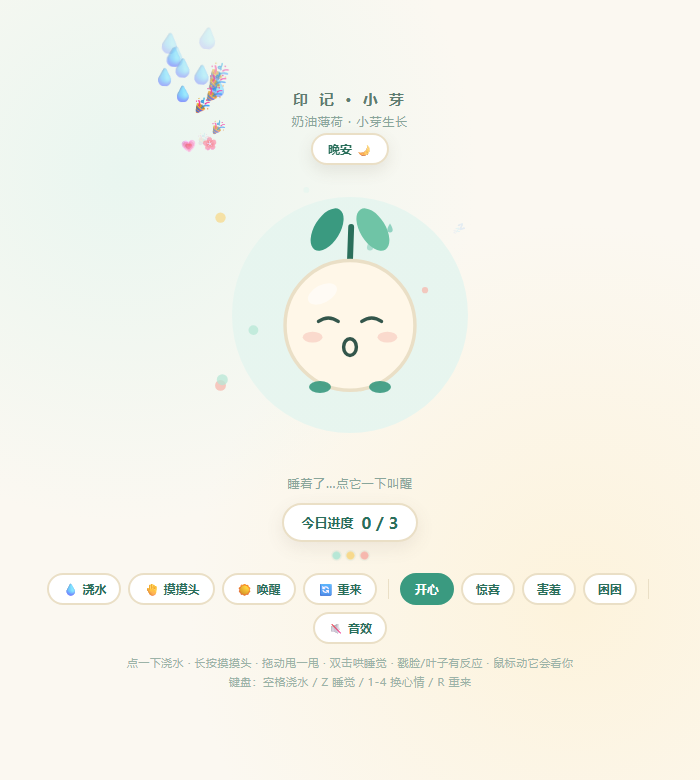 印 记 · 小 芽
奶油薄荷 · 小芽生长
晚安 🌙
睡着了...点它一下叫醒
今日进度 0 / 3
💧 浇水 🤚 摸摸头 🌞 唤醒 🔄 重来 开心 惊喜 害羞 困困
🔇 音效
点一下浇水 · 长按摸摸头 · 拖动甩一甩 · 双击哄睡觉 · 戳脸/叶子有反应 · 鼠标动它会看你
键盘：空格浇水 / Z 睡觉 / 1-4 换心情 / R 重来